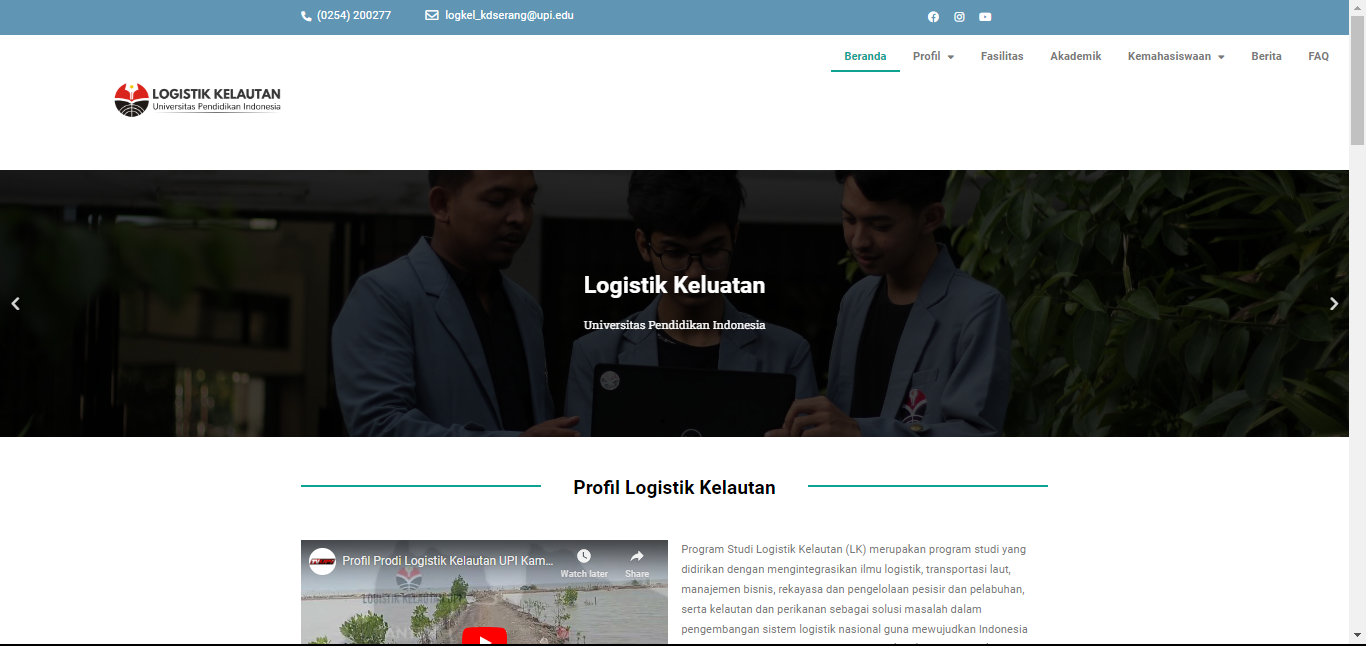 (0254) 200277
logkel_kdserang@upi.edu
Beranda
Profil
Fasilitas
Akademik
Kemahasiswaan
Berita
FAQ
LOGISTIK KELAUTAN
Universitas Pendidikan Indonesia
Logistik Keluatan
Universitas Pendidikan Indonesia
Profil Logistik Kelautan
Profil Prodi Logistik Kelautan UPI Kam...
Watch later
Share
LOGISTIK KELAUTAN
Program Studi Logistik Kelautan (LK) merupakan program studi yang
didirikan dengan mengintegrasikan ilmu logistik, transportasi laut,
manajemen bisnis, rekayasa dan pengelolaan pesisir dan pelabuhan,
serta kelautan dan perikanan sebagai solusi masalah dalam
pengembangan sistem logistik nasional guna mewujudkan Indonesia